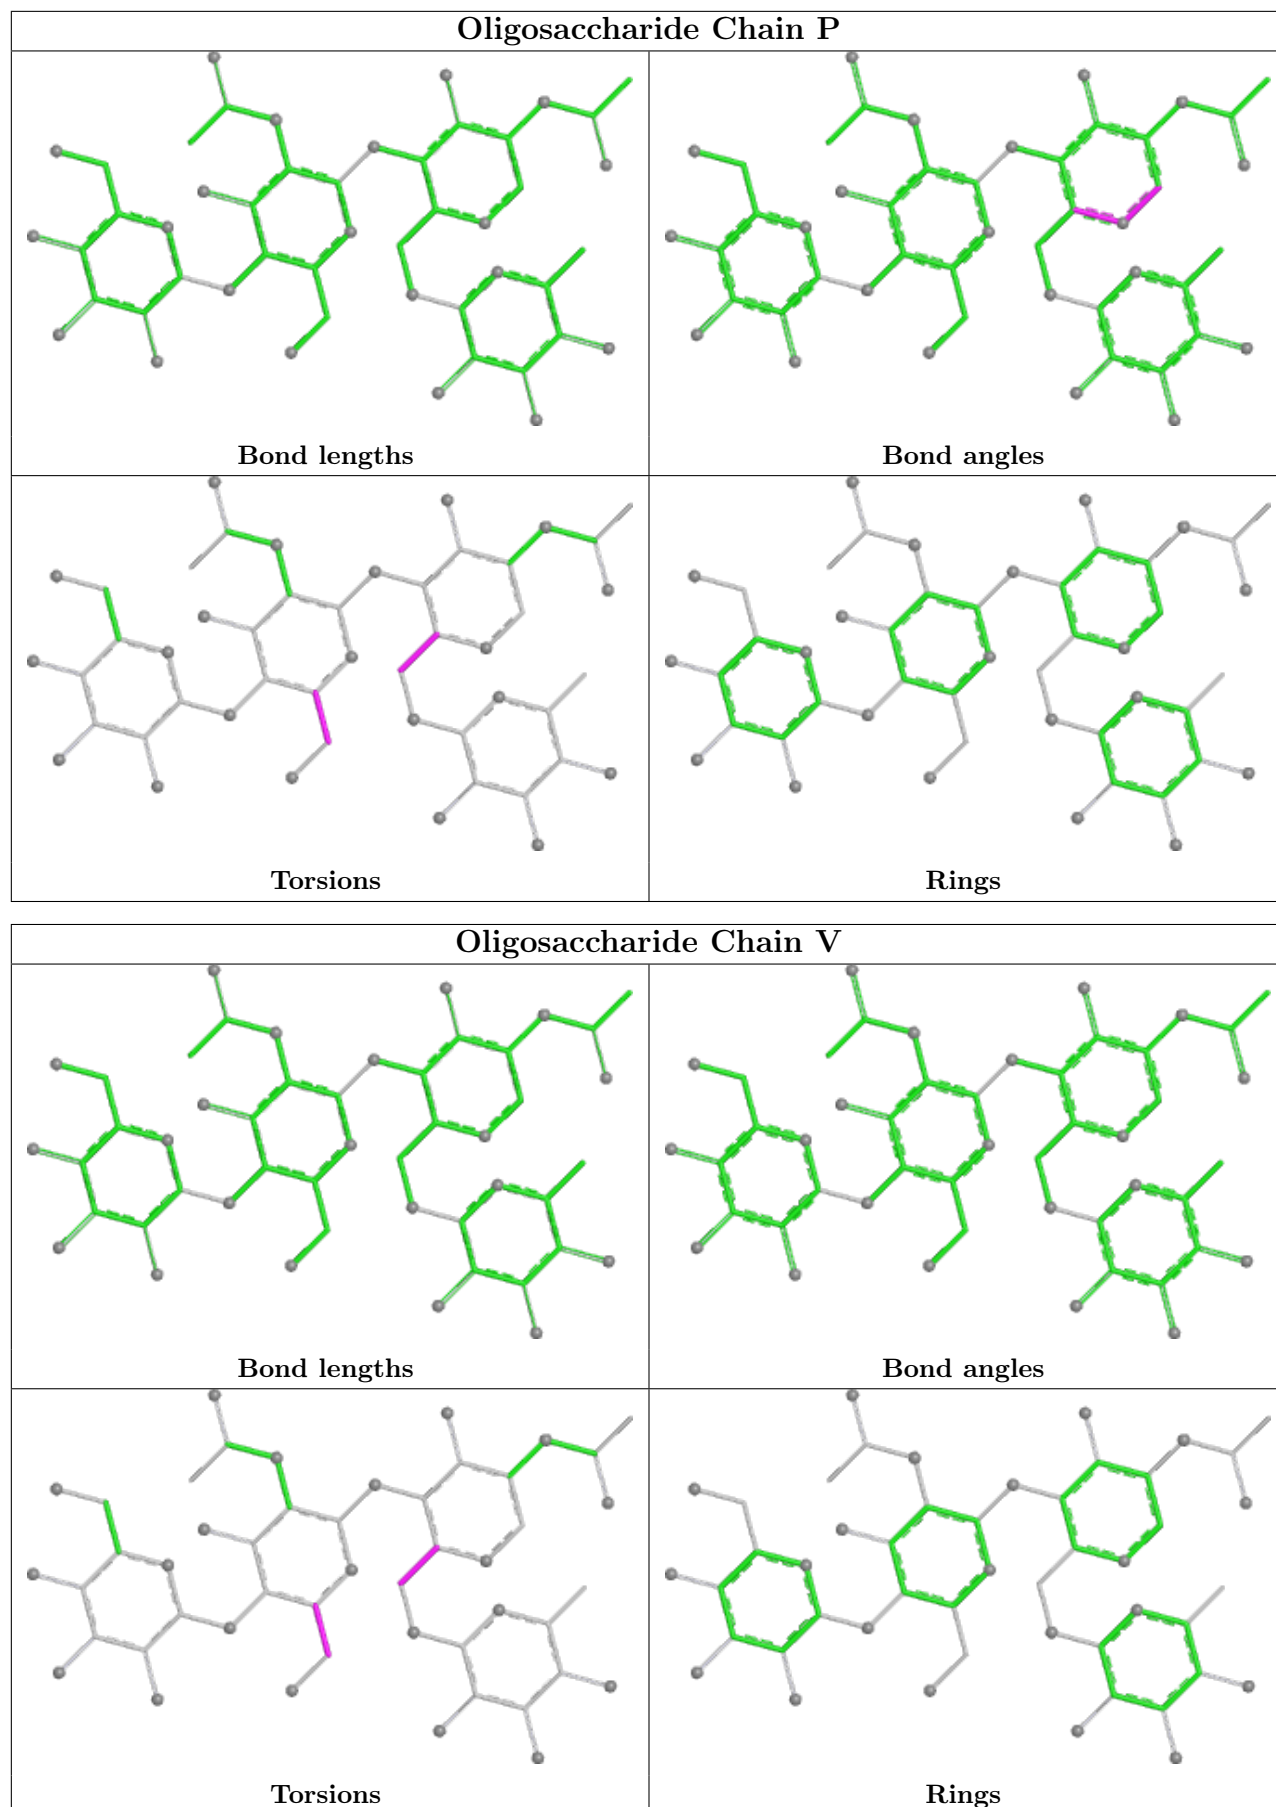 Oligosaccharide Chain P
Bond lengths
Bond angles
Torsions
Rings
Oligosaccharide Chain V
Bond lengths
Bond angles
Torsions
Rings